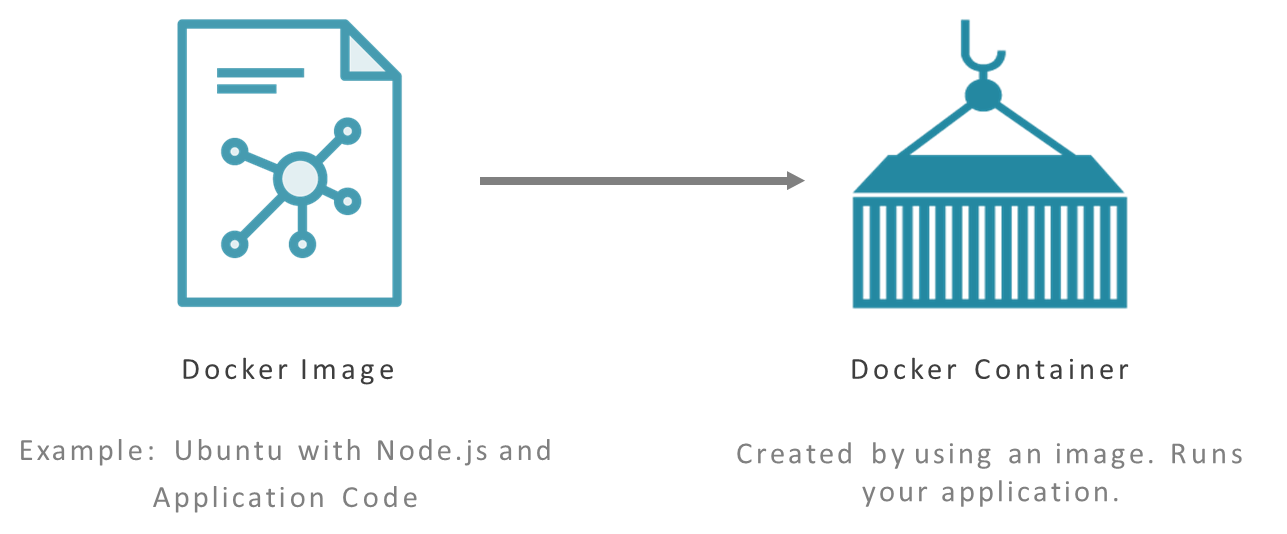 Docker Image
Example: Ubuntu with Node.js and
Application Code
Docker Container
Created by using an image. Runs
your application.